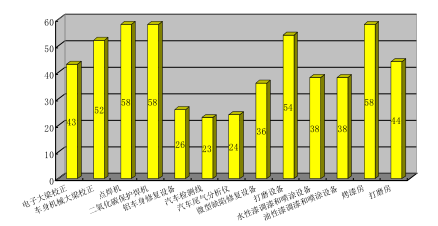 60
50
40
30
20
10
0
43
52
58
58
26
23
24
36
54
38
38
58
44
电子大梁校正
车身机械大梁校正
点焊机
二氧化碳保护焊机
铝车身修复设备
汽车检测线
汽车尾气分析仪
微型缺陷修复设备
打磨设备
水性漆调漆和喷涂设备
油性漆调漆和喷涂设备
烤漆房
打磨房